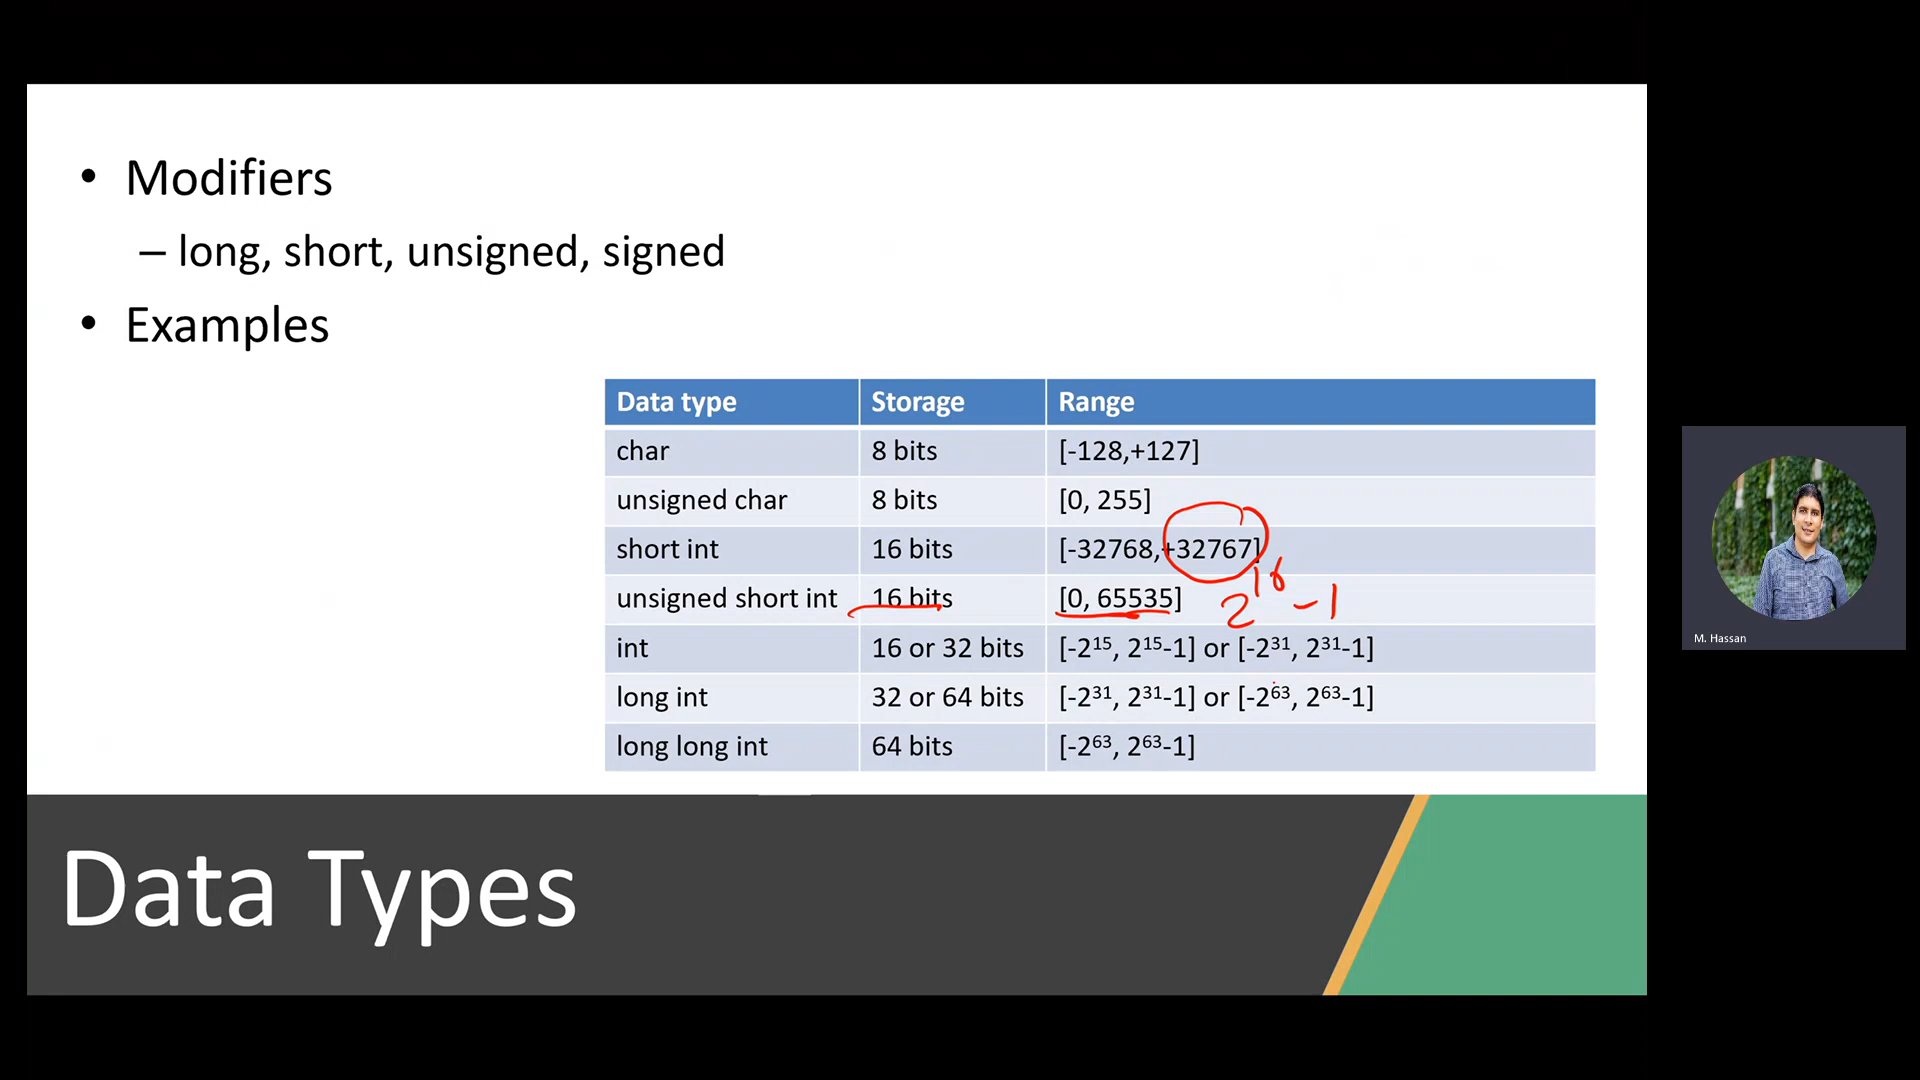 • Modifiers
– long, short, unsigned, signed
• Examples
Data type Storage Range
char 8 bits [-128,+127]
unsigned char 8 bits [0, 255]
short int 16 bits [-32768,+32767]
unsigned short int 16 bits [0, 65535] 2¹⁶ – 1
int 16 or 32 bits [-2¹⁵, 2¹⁵-1] or [-2³¹, 2³¹-1]
long int 32 or 64 bits [-2³¹, 2³¹-1] or [-2⁶³, 2⁶³-1]
long long int 64 bits [-2⁶³, 2⁶³-1]
Data Types
M. Hassan